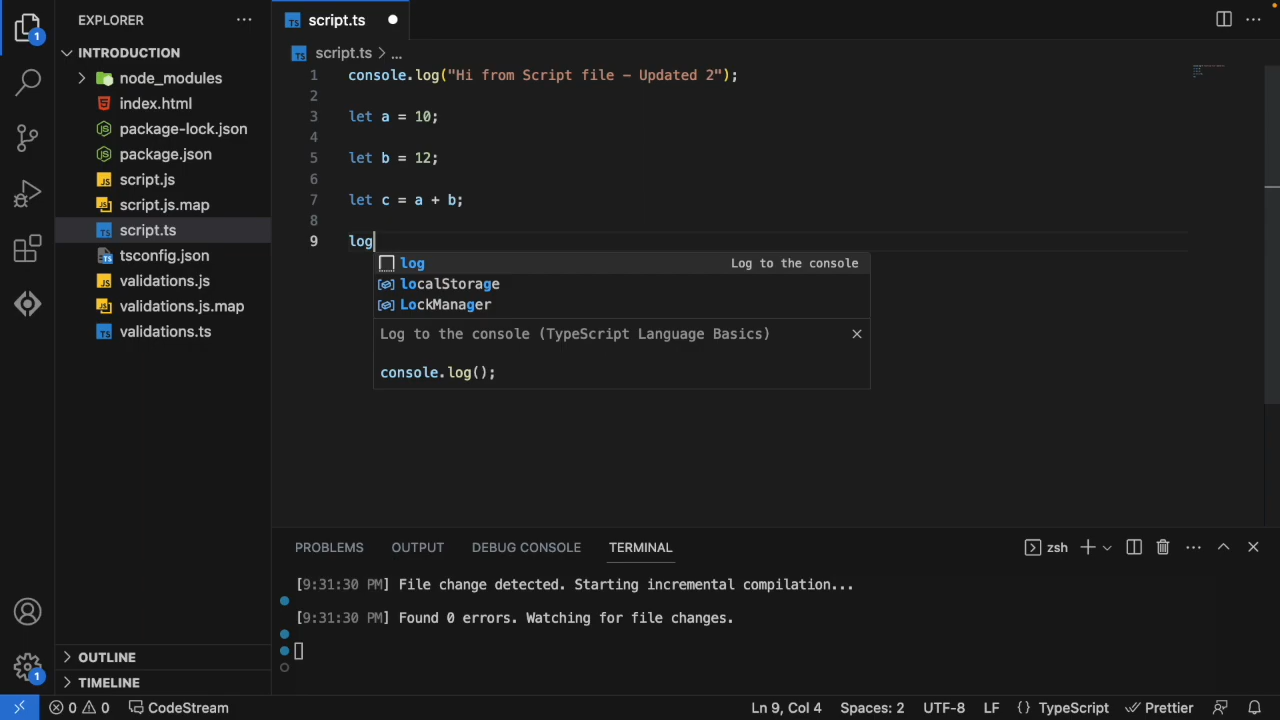 EXPLORER
INTRODUCTION
node_modules
index.html
package-lock.json
package.json
script.js
script.js.map
script.ts
tsconfig.json
validations.js
validations.js.map
validations.ts
OUTLINE
TIMELINE
script.ts
script.ts > ...
1 console.log("Hi from Script file - Updated 2");
2
3 let a = 10;
4
5 let b = 12;
6
7 let c = a + b;
8
9 log
log Log to the console
localStorage
LockManager
Log to the console (TypeScript Language Basics)
console.log();
PROBLEMS OUTPUT DEBUG CONSOLE TERMINAL zsh
[9:31:30 PM] File change detected. Starting incremental compilation...
[9:31:30 PM] Found 0 errors. Watching for file changes.
1
1
0 0 CodeStream Ln 9, Col 4 Spaces: 2 UTF-8 LF {} TypeScript Prettier